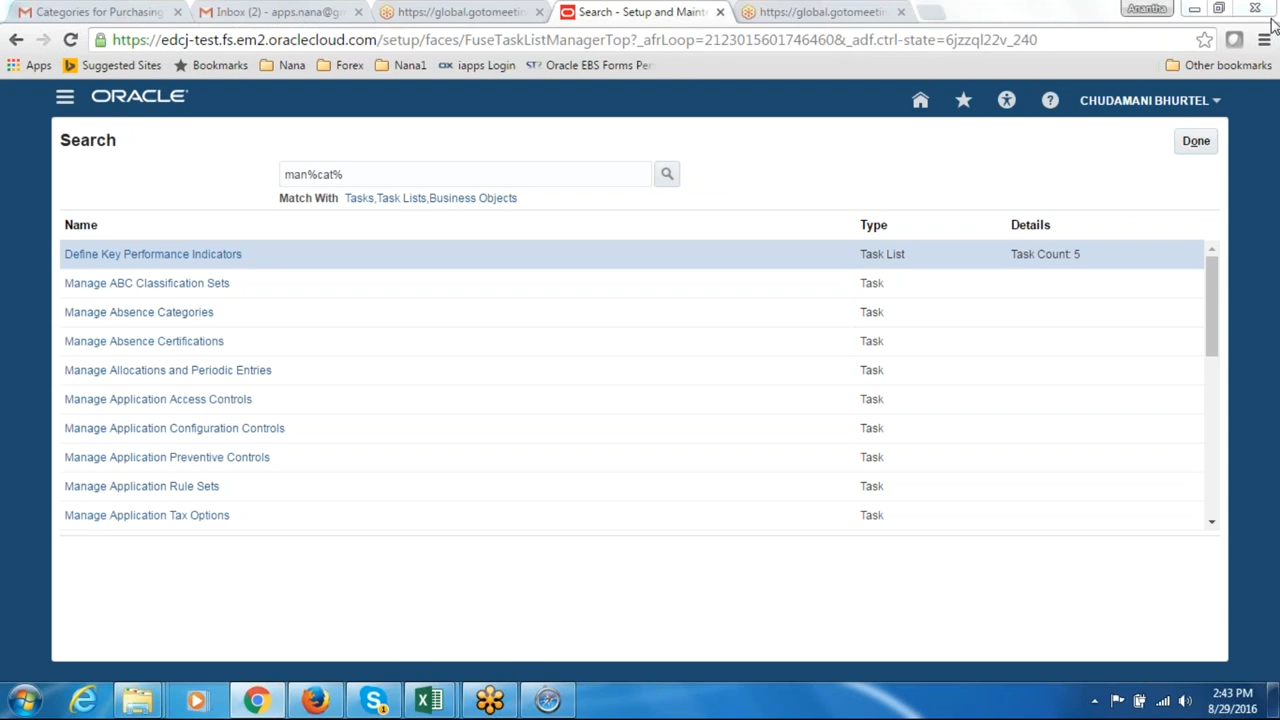 Categories for Purchasing
Inbox (2) - apps.nana@gm
https://global.gotomeetin
Search - Setup and Maint
https://global.gotomeetin
Anantha
https://edcj-test.fs.em2.oraclecloud.com/setup/faces/FuseTaskListManagerTop?_afrLoop=2123015601746460&_adf.ctrl-state=6jzzql22v_240
Apps
Suggested Sites
Bookmarks
Nana
Forex
Nana1
iapps Login
Oracle EBS Forms Per
Other bookmarks
ORACLE
CHUDAMANI BHURTEL
Search
Done
man%cat%
Match With Tasks,Task Lists,Business Objects
Name Type Details
Define Key Performance Indicators Task List Task Count: 5
Manage ABC Classification Sets Task
Manage Absence Categories Task
Manage Absence Certifications Task
Manage Allocations and Periodic Entries Task
Manage Application Access Controls Task
Manage Application Configuration Controls Task
Manage Application Preventive Controls Task
Manage Application Rule Sets Task
Manage Application Tax Options Task
2:43 PM
8/29/2016